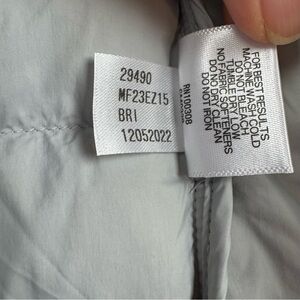 29490
MF23EZ15
BRI
12052022
RN100308
FOR BEST RESULTS
MACHINE WASH COLD
DO NOT BLEACH
TUMBLE DRY LOW
NO FABRIC SOFTENERS
DO NOT DRY CLEAN
DO NOT IRON